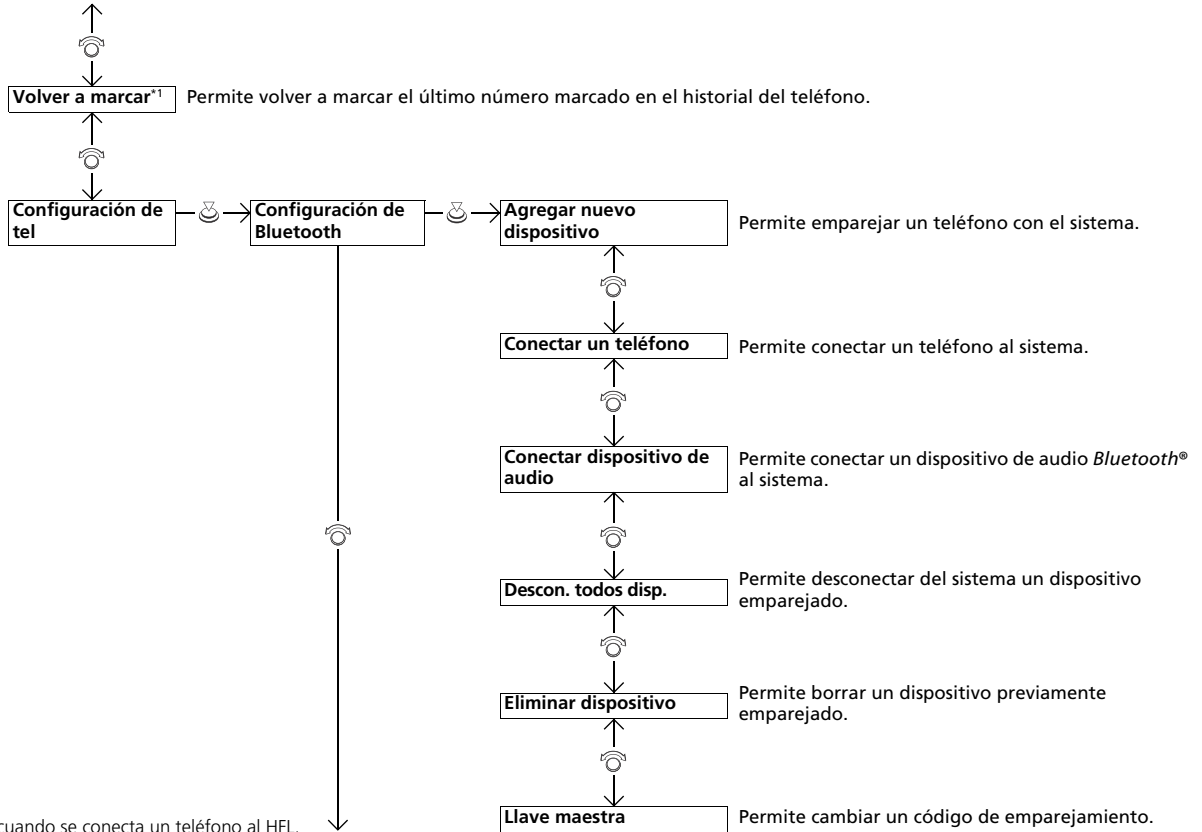 Volver a marcar*1
Permite volver a marcar el último número marcado en el historial del teléfono.
Configuración de
tel
Configuración de
Bluetooth
Agregar nuevo
dispositivo
Permite emparejar un teléfono con el sistema.
Conectar un teléfono
Permite conectar un teléfono al sistema.
Conectar dispositivo de
audio
Permite conectar un dispositivo de audio Bluetooth®
al sistema.
Descon. todos disp.
Permite desconectar del sistema un dispositivo
emparejado.
Eliminar dispositivo
Permite borrar un dispositivo previamente
emparejado.
Llave maestra
Permite cambiar un código de emparejamiento.
cuando se conecta un teléfono al HFL.